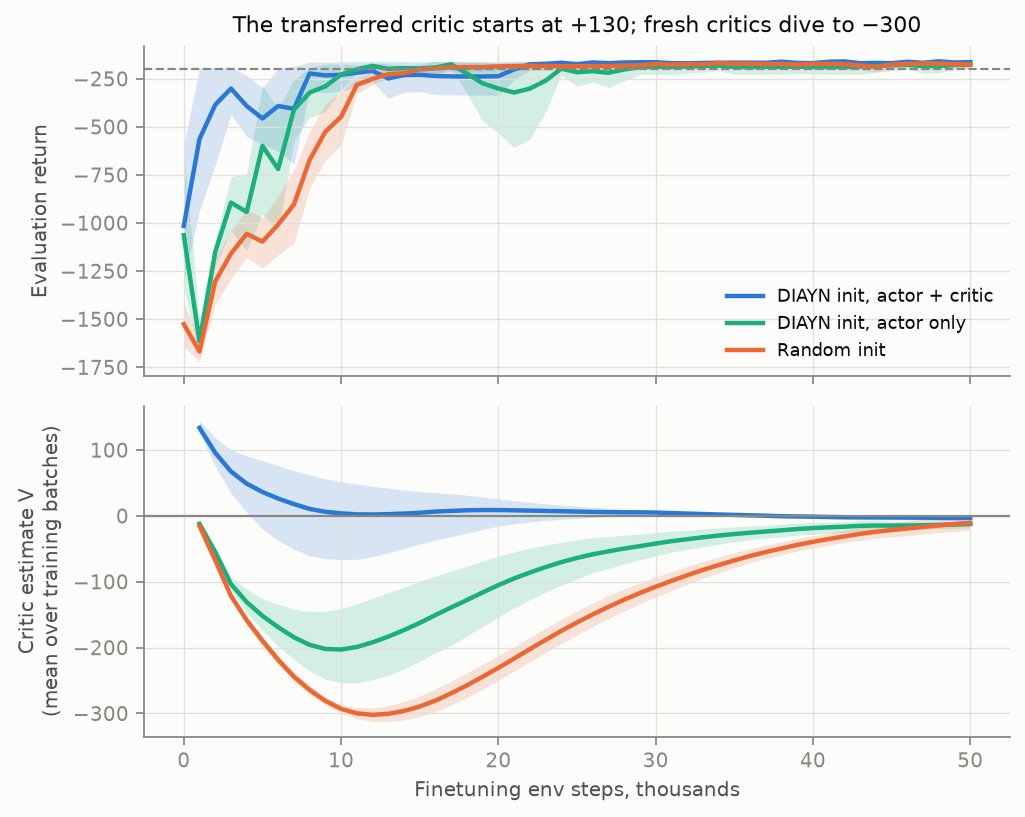 The transferred critic starts at +130; fresh critics dive to −300
Evaluation return
−250
−500
−750
−1000
−1250
−1500
−1750
DIAYN init, actor + critic
DIAYN init, actor only
Random init
Critic estimate V
(mean over training batches)
100
0
−100
−200
−300
0
10
20
30
40
50
Finetuning env steps, thousands